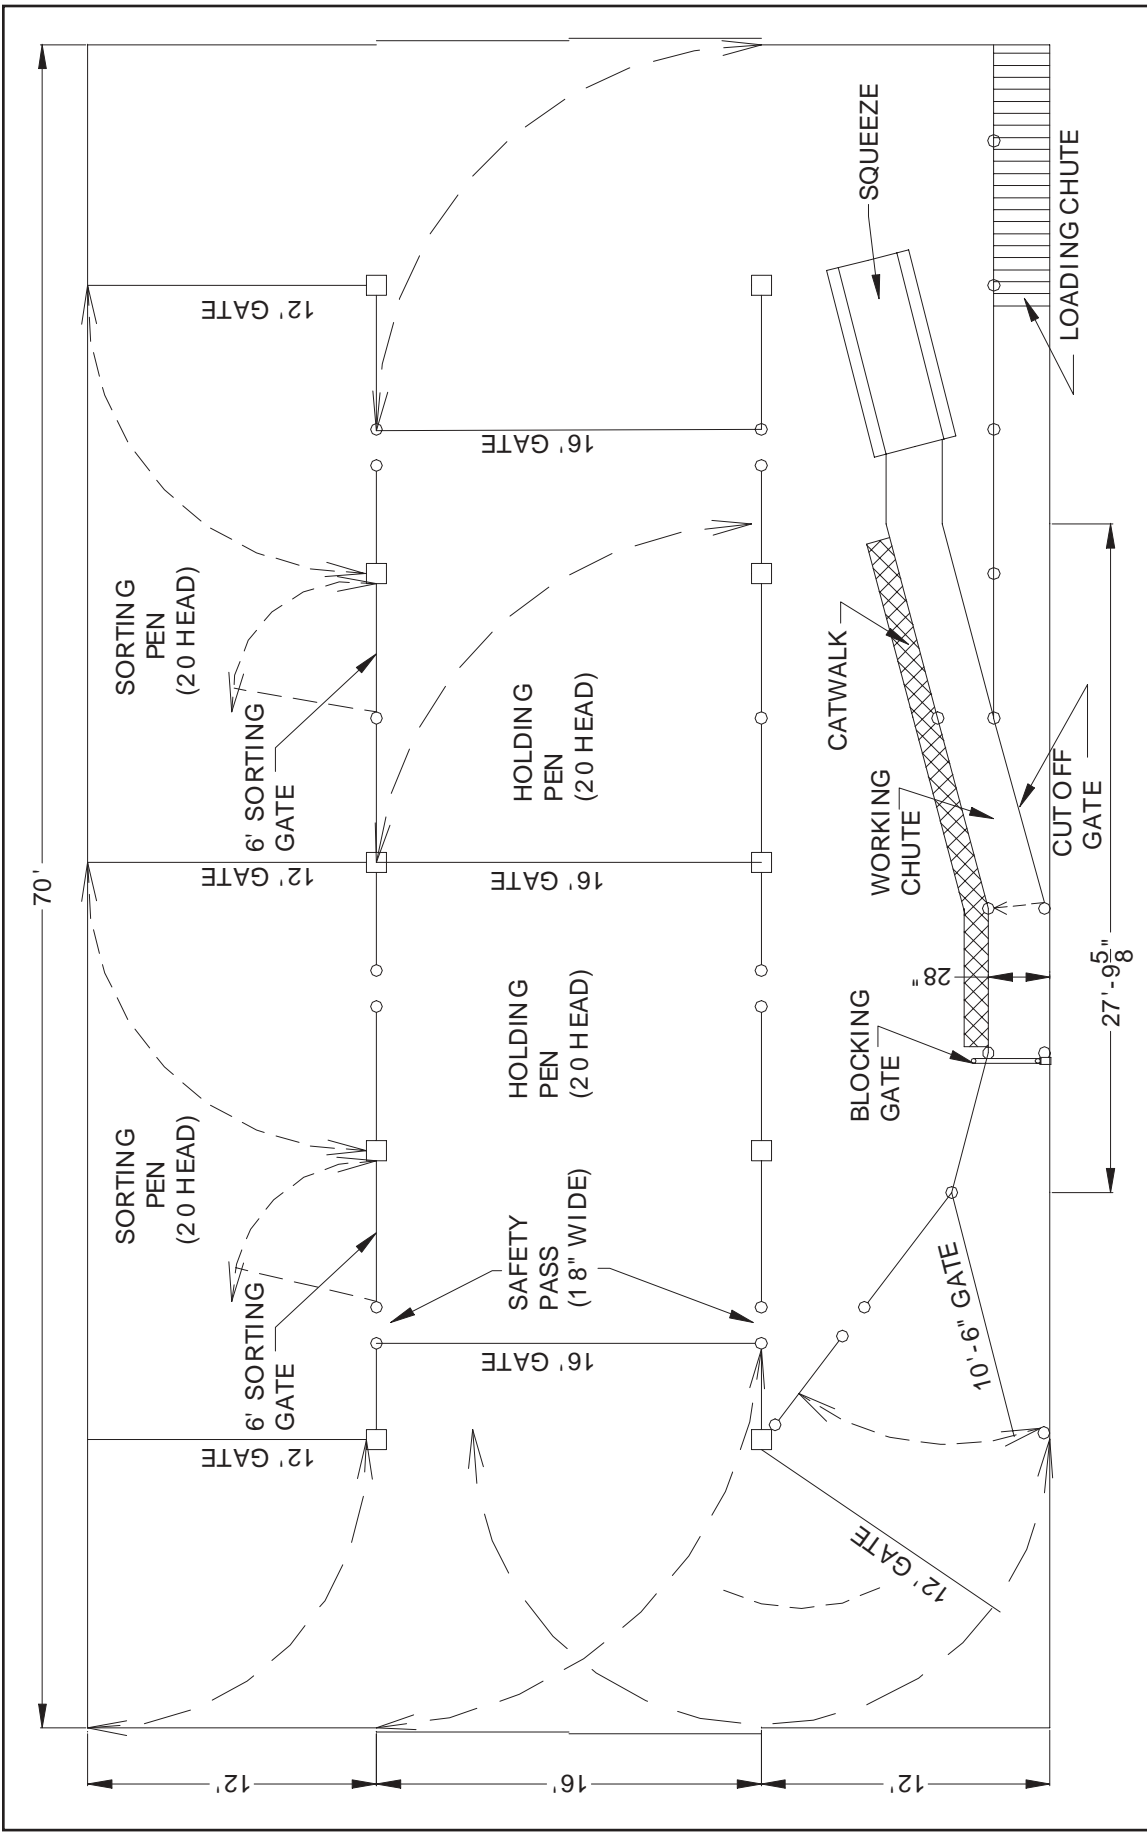 70'
12' GATE
12' GATE
12' GATE
SORTING
PEN
(20 HEAD)
SORTING
PEN
(20 HEAD)
6' SORTING
GATE
6' SORTING
GATE
16' GATE
16' GATE
16' GATE
HOLDING
PEN
(20 HEAD)
HOLDING
PEN
(20 HEAD)
SAFETY
PASS
(18" WIDE)
SQUEEZE
LOADING CHUTE
CATWALK
WORKING
CHUTE
CUT OFF
GATE
BLOCKING
GATE
28"
27'-9 5/8"
10'-6" GATE
12' GATE
12'
16'
12'